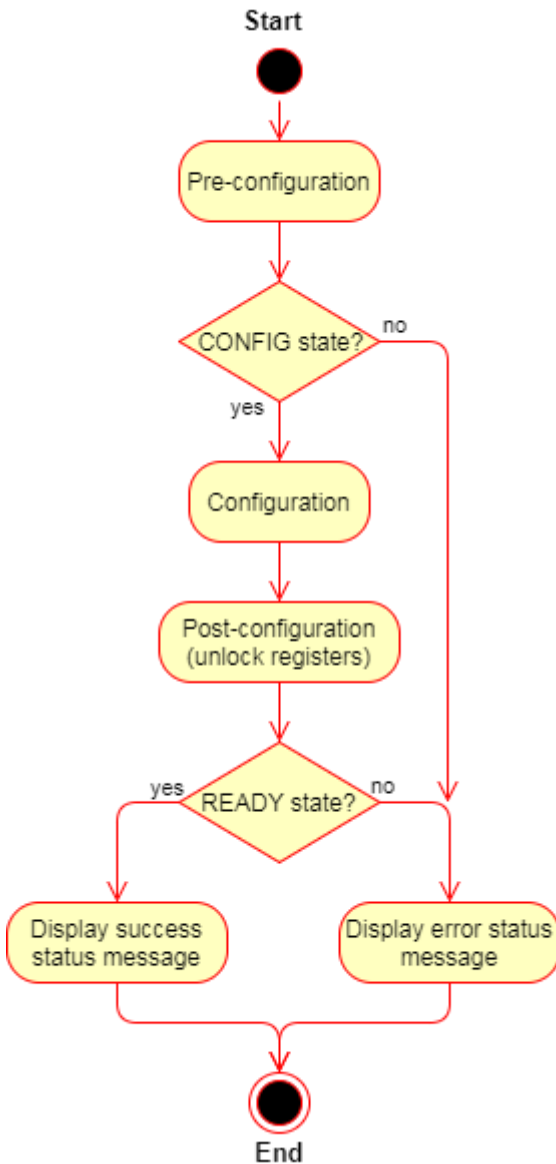 Start
Pre-configuration
CONFIG state?
no
yes
Configuration
Post-configuration
(unlock registers)
yes
READY state?
no
Display success
status message
Display error status
message
End